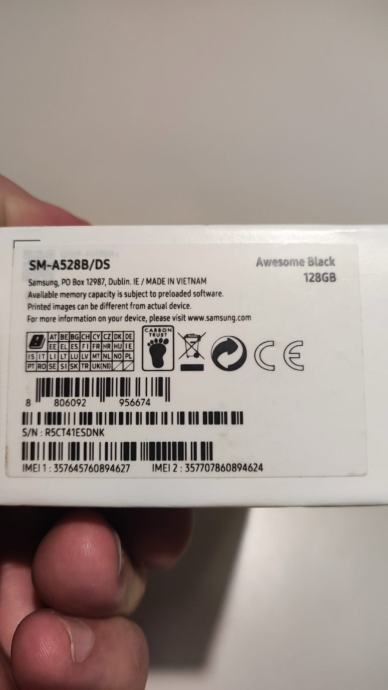 SM-A528B/DS
Awesome Black
128GB
Samsung, PO Box 12987, Dublin. IE / MADE IN VIETNAM
Available memory capacity is subject to preloaded software.
Printed images can be different from actual device.
For more information on your device, please visit www.samsung.com
AT BE BG CH CY CZ DK DE
EE EL ES FI FR HR HU IE
IS IT LI LT LU LV MT NL NO PL
PT RO SE SI SK TR UK(NI)
CARBON
TRUST
CE
8 806092 956674
S/N : R5CT41ESDNK
IMEI 1 : 357645760894627 IMEI 2 : 357707860894624